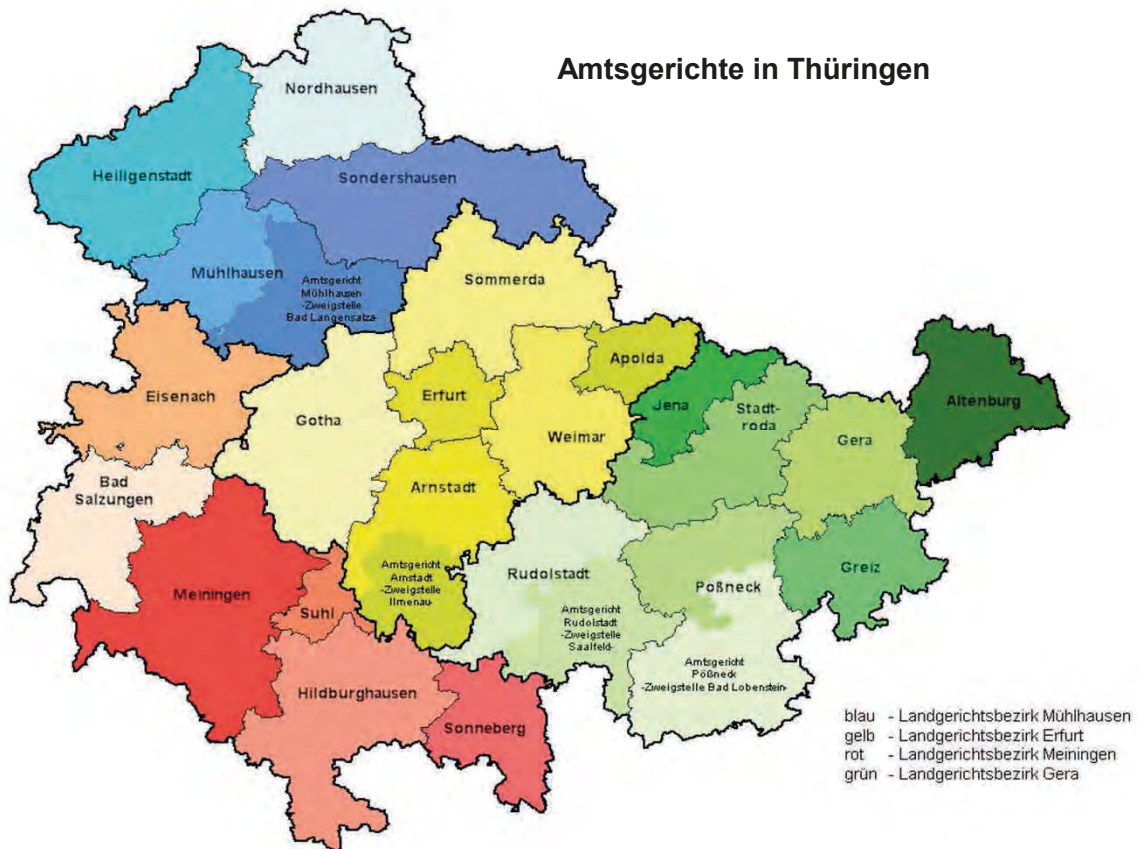 Amtsgerichte in Thüringen
Nordhausen
Heiligenstadt
Sondershausen
Mühlhausen
Amtsgericht
Mühlhausen
-Zweigstelle
Bad Langensalza-
Sömmerda
Apolda
Eisenach
Erfurt
Jena
Stadt-
roda
Altenburg
Gotha
Weimar
Gera
Bad
Salzungen
Arnstadt
Amtsgericht
Arnstadt
-Zweigstelle
Ilmenau-
Rudolstadt
Amtsgericht
Rudolstadt
-Zweigstelle
Saalfeld-
Pößneck
Greiz
Meiningen
Suhl
Amtsgericht
Pößneck
-Zweigstelle Bad Lobenstein-
Hildburghausen
Sonneberg
blau - Landgerichtsbezirk Mühlhausen
gelb - Landgerichtsbezirk Erfurt
rot - Landgerichtsbezirk Meiningen
grün - Landgerichtsbezirk Gera